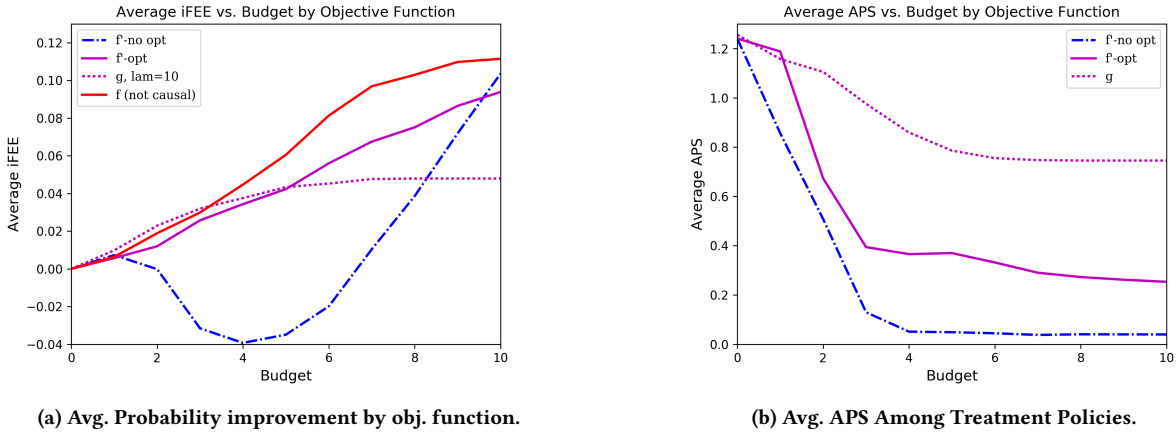 Average iFEE vs. Budget by Objective Function
Average iFEE
0.12
0.10
0.08
0.06
0.04
0.02
0.00
−0.02
−0.04
f'-no opt
f'-opt
g, lam=10
f (not causal)
0 2 4 6 8 10
Budget
(a) Avg. Probability improvement by obj. function.
Average APS vs. Budget by Objective Function
Average APS
1.2
1.0
0.8
0.6
0.4
0.2
0.0
f'-no opt
f'-opt
g
0 2 4 6 8 10
Budget
(b) Avg. APS Among Treatment Policies.